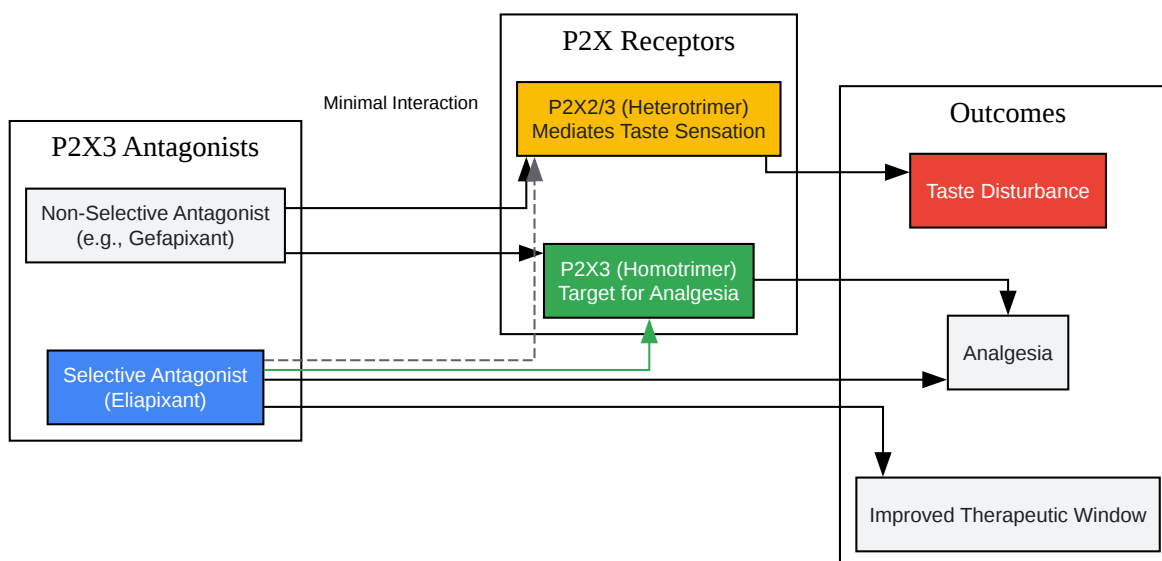 P2X3 Antagonists
Non-Selective Antagonist
(e.g., Gefapixant)
Selective Antagonist
(Eliapixant)
Minimal Interaction
P2X Receptors
P2X2/3 (Heterotrimer)
Mediates Taste Sensation
P2X3 (Homotrimer)
Target for Analgesia
Outcomes
Taste Disturbance
Analgesia
Improved Therapeutic Window